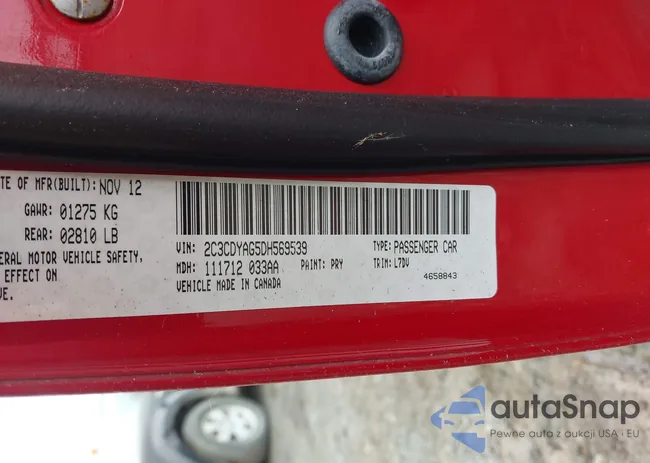 TE OF MFR(BUILT): NOV 12
GAWR: 01275 KG
REAR: 02810 LB
ERAL MOTOR VEHICLE SAFETY,
EFFECT ON
VE.
VIN: 2C3CDYAG5DH569539
TYPE: PASSENGER CAR
MDH: 111712 033AA
PAINT: PRY
TRIM: L7DV
VEHICLE MADE IN CANADA
4658843
autaSnap
Pewne auta z aukcji USA · EU